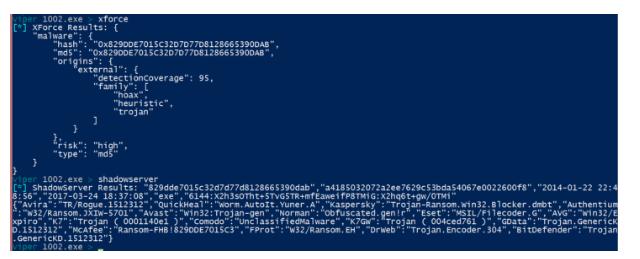 viper 1002.exe > xforce
[*] XForce Results: {
"malware": {
"hash": "0x829DDE7015C32D7D77D8128665390DAB",
"md5": "0x829DDE7015C32D7D77D8128665390DAB",
"origins": {
"external": {
"detectionCoverage": 95,
"family": [
"hoax",
"heuristic",
"trojan"
]
}
},
"risk": "high",
"type": "md5"
}
}
viper 1002.exe > shadowserver
[*] ShadowServer Results: "829dde7015c32d7d77d8128665390dab","a4185032072a2ee7629c53bda54067e0022600f8","2014-01-22 22:4
8:56","2017-03-24 18:37:08","exe","6144:X2h3sOTht+5TvG5TR+mfEaweifP8TMiG:X2hq6t+gw/OTMi"
{"Avira":"TR/Rogue.1512312","QuickHeal":"Worm.AutoIt.Yuner.A","Kaspersky":"Trojan-Ransom.Win32.Blocker.dmbt","Authentium
":"W32/Ransom.JXIW-5701","Avast":"Win32:Trojan-gen","Norman":"Obfuscated.gen!r","Eset":"MSIL/Filecoder.G","AVG":"Win32/E
xpiro","K7":"Trojan ( 0001140e1 )","Comodo":"UnclassifiedMalware","K7GW":"Trojan ( 004ced761 )","GData":"Trojan.GenericK
D.1512312","McAfee":"Ransom-FHB!829DDE7015C3","FProt":"W32/Ransom.EH","DrWeb":"Trojan.Encoder.304","BitDefender":"Trojan
.GenericKD.1512312"}
viper 1002.exe >